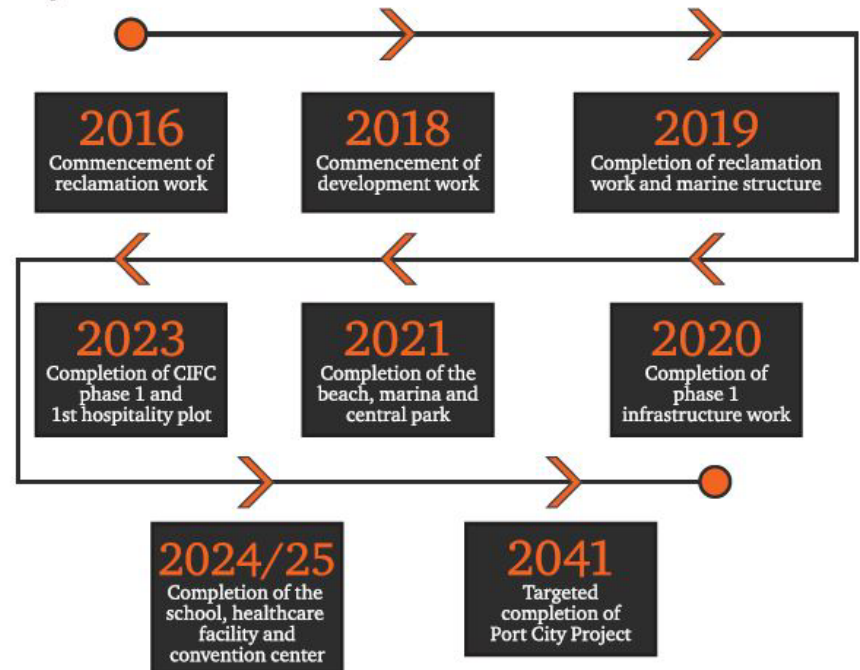 2016
Commencement of
reclamation work
2018
Commencement of
development work
2019
Completion of reclamation
work and marine structure
2020
Completion of
phase 1
infrastructure work
2021
Completion of the
beach, marina and
central park
2023
Completion of CIFC
phase 1 and
1st hospitality plot
2024/25
Completion of the
school, healthcare
facility and
convention center
2041
Targeted
completion of
Port City Project